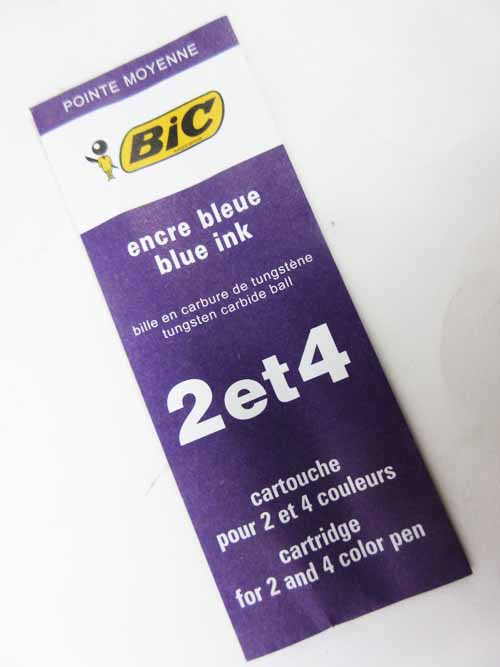 POINTE MOYENNE
BiC
encre bleue
blue ink
bille en carbure de tungstène
tungsten carbide ball
2et4
cartouche
pour 2 et 4 couleurs
cartridge
for 2 and 4 color pen